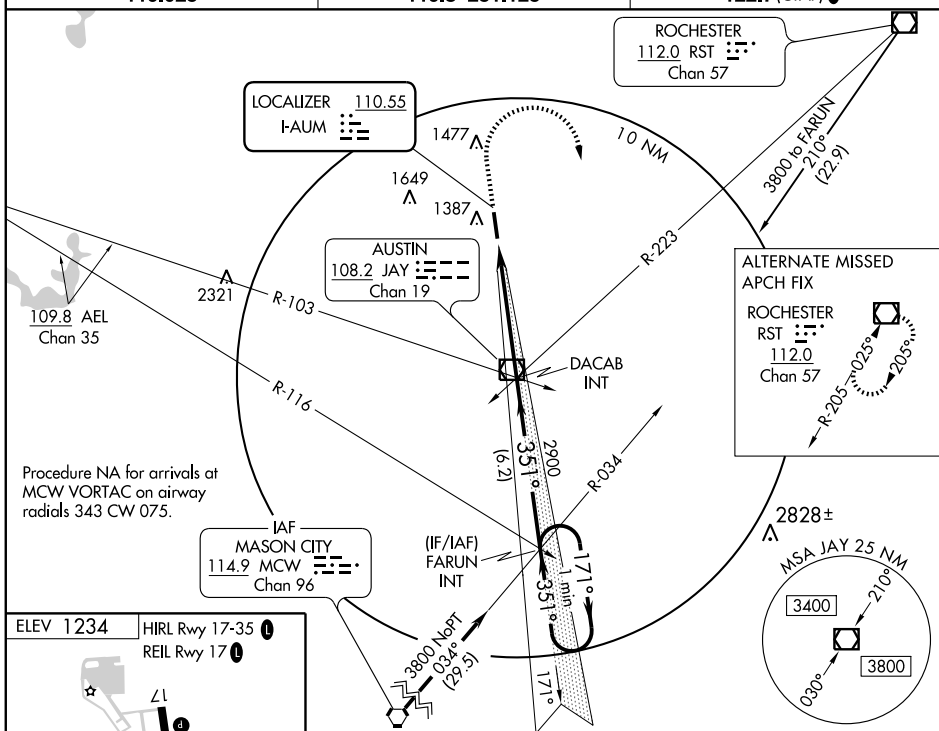 ROCHESTER
112.0 RST
Chan 57
LOCALIZER 110.55
I-AUM
1477
10 NM
3800 to FARUN
210°
(22.9)
1649
1387
R-223
AUSTIN
108.2 JAY
Chan 19
ALTERNATE MISSED
APCH FIX
ROCHESTER
RST
112.0
Chan 57
025°
205°
R-205
2321
R-103
109.8 AEL
Chan 35
DACAB
INT
R-116
351°
2900
(6.2)
R-034
Procedure NA for arrivals at
MCW VORTAC on airway
radials 343 CW 075.
2828±
IAF
MASON CITY
114.9 MCW
Chan 96
(IF/IAF)
FARUN
INT
171°
1 min
351°
MSA JAY 25 NM
210°
3400
3800
030°
3800 NoPT
034°
(29.5)
171°
ELEV 1234
HIRL Rwy 17-35 L
REIL Rwy 17 L
17
P